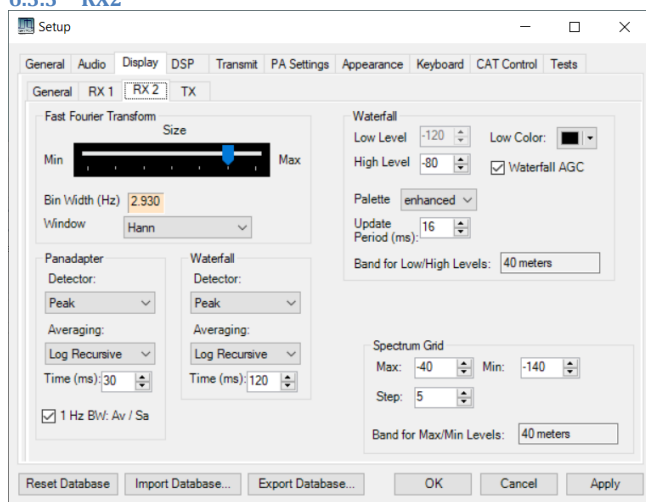 6.3.3 RX2
Setup
General Audio Display DSP Transmit PA Settings Appearance Keyboard CAT Control Tests
General RX 1 RX 2 TX
Fast Fourier Transform
Size
Min Max
Bin Width (Hz) 2.930
Window Hann
Panadapter
Detector:
Peak
Averaging:
Log Recursive
Time (ms): 30
1 Hz BW: Av / Sa
Waterfall
Detector:
Peak
Averaging:
Log Recursive
Time (ms): 120
Waterfall
Low Level -120 Low Color:
High Level -80 Waterfall AGC
Palette enhanced
Update
Period (ms): 16
Band for Low/High Levels: 40 meters
Spectrum Grid
Max: -40 Min: -140
Step: 5
Band for Max/Min Levels: 40 meters
Reset Database Import Database... Export Database... OK Cancel Apply